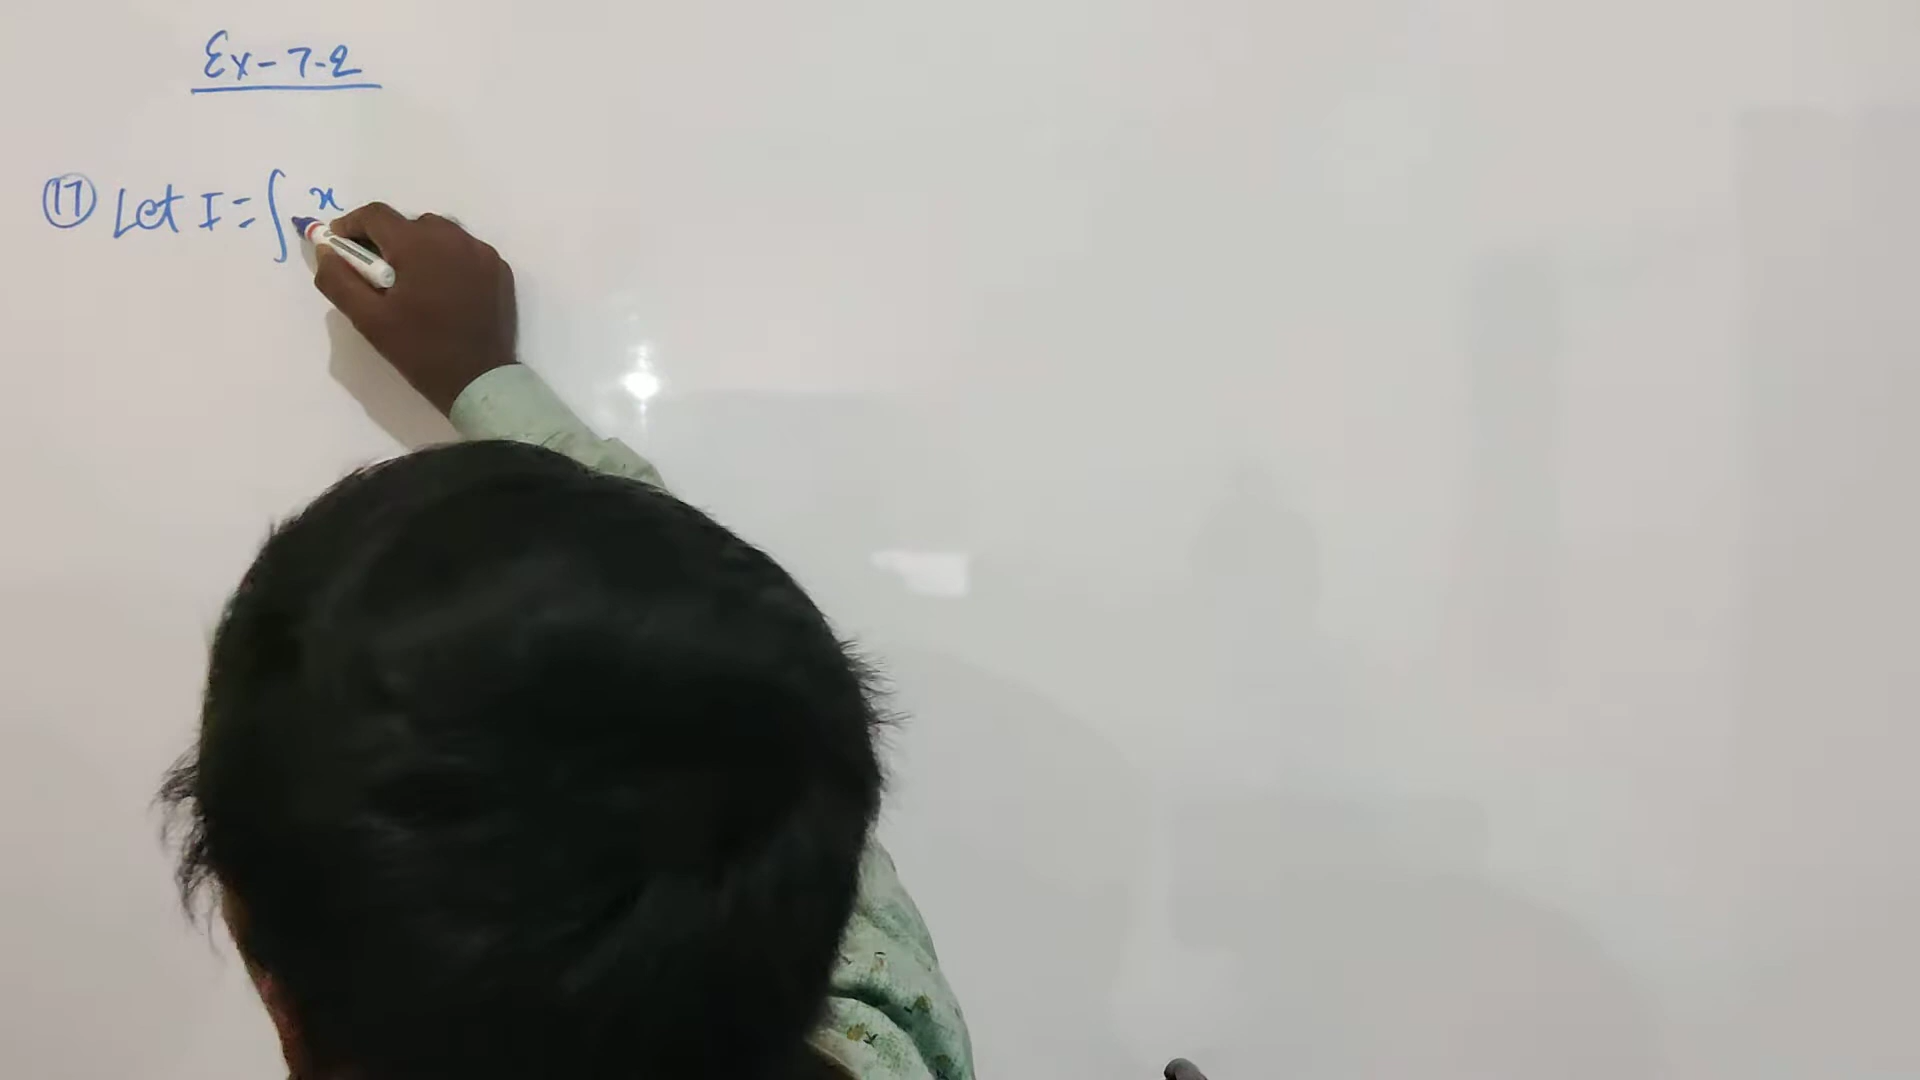 Ex-7.2
17 Let I = ∫ x